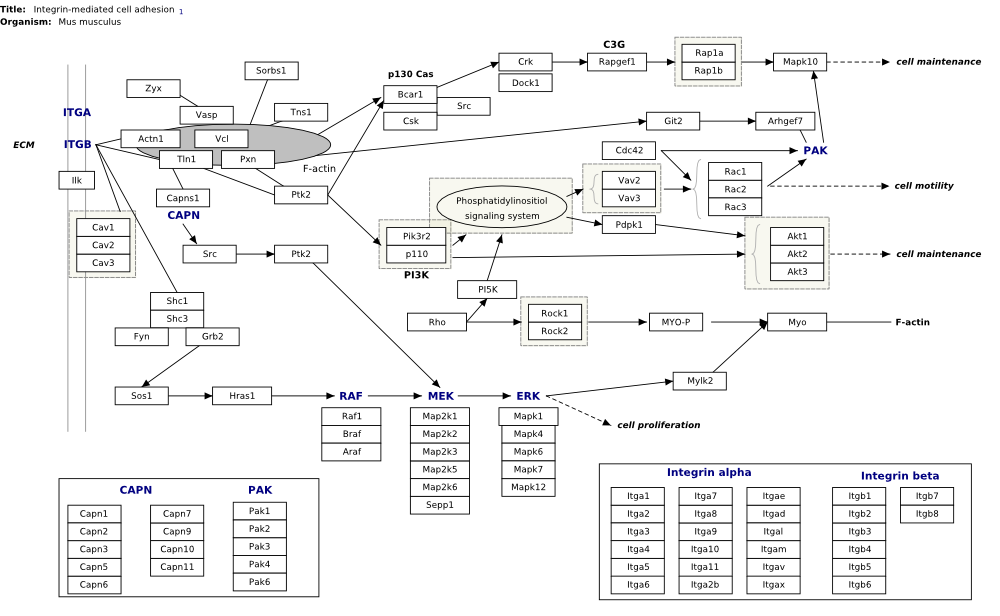 Title: Integrin-mediated cell adhesion 1
Organism: Mus musculus
C3G
Rap1a
Rap1b
Crk
Rapgef1
Mapk10
cell maintenance
Sorbs1
p130 Cas
Dock1
Zyx
Bcar1
Src
Csk
Vasp
Tns1
ITGA
Git2
Arhgef7
Actn1
Vcl
ECM
ITGB
Cdc42
PAK
Tln1
Pxn
F-actin
Ilk
Vav2
Vav3
Rac1
Rac2
Rac3
cell motility
Capns1
Ptk2
Phosphatidylinositiol
signaling system
CAPN
Pdpk1
Cav1
Cav2
Cav3
Pik3r2
p110
PI3K
Akt1
Akt2
Akt3
cell maintenance
Src
Ptk2
PI5K
Shc1
Shc3
Fyn
Grb2
Rho
Rock1
Rock2
MYO-P
Myo
F-actin
Mylk2
Sos1
Hras1
RAF
MEK
ERK
Raf1
Braf
Araf
Map2k1
Map2k2
Map2k3
Map2k5
Map2k6
Sepp1
Mapk1
Mapk4
Mapk6
Mapk7
Mapk12
cell proliferation
CAPN
Capn1
Capn2
Capn3
Capn5
Capn6
Capn7
Capn9
Capn10
Capn11
PAK
Pak1
Pak2
Pak3
Pak4
Pak6
Integrin alpha
Itga1
Itga2
Itga3
Itga4
Itga5
Itga6
Itga7
Itga8
Itga9
Itga10
Itga11
Itga2b
Itgae
Itgad
Itgal
Itgam
Itgav
Itgax
Integrin beta
Itgb1
Itgb2
Itgb3
Itgb4
Itgb5
Itgb6
Itgb7
Itgb8